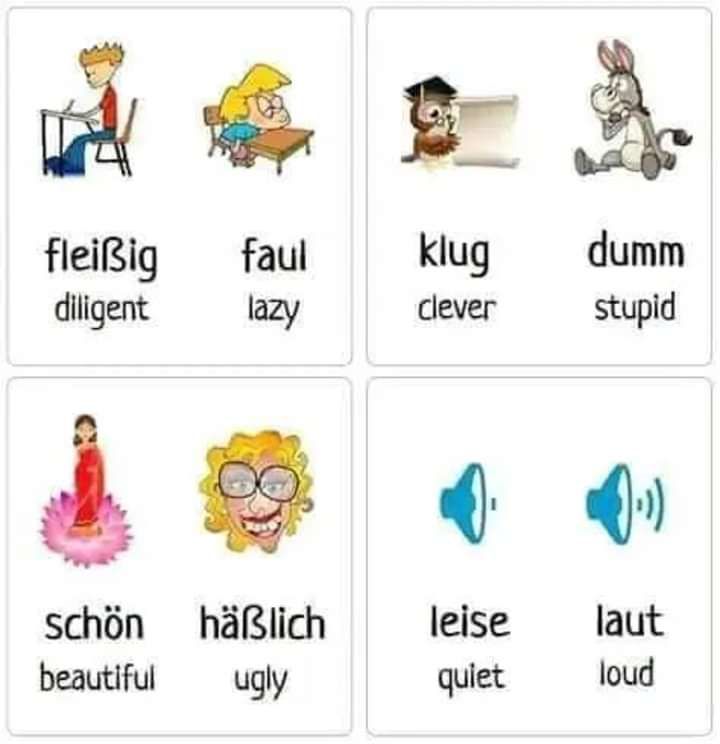 fleißig faul
diligent lazy
klug dumm
clever stupid
schön häßlich
beautiful ugly
leise laut
quiet loud